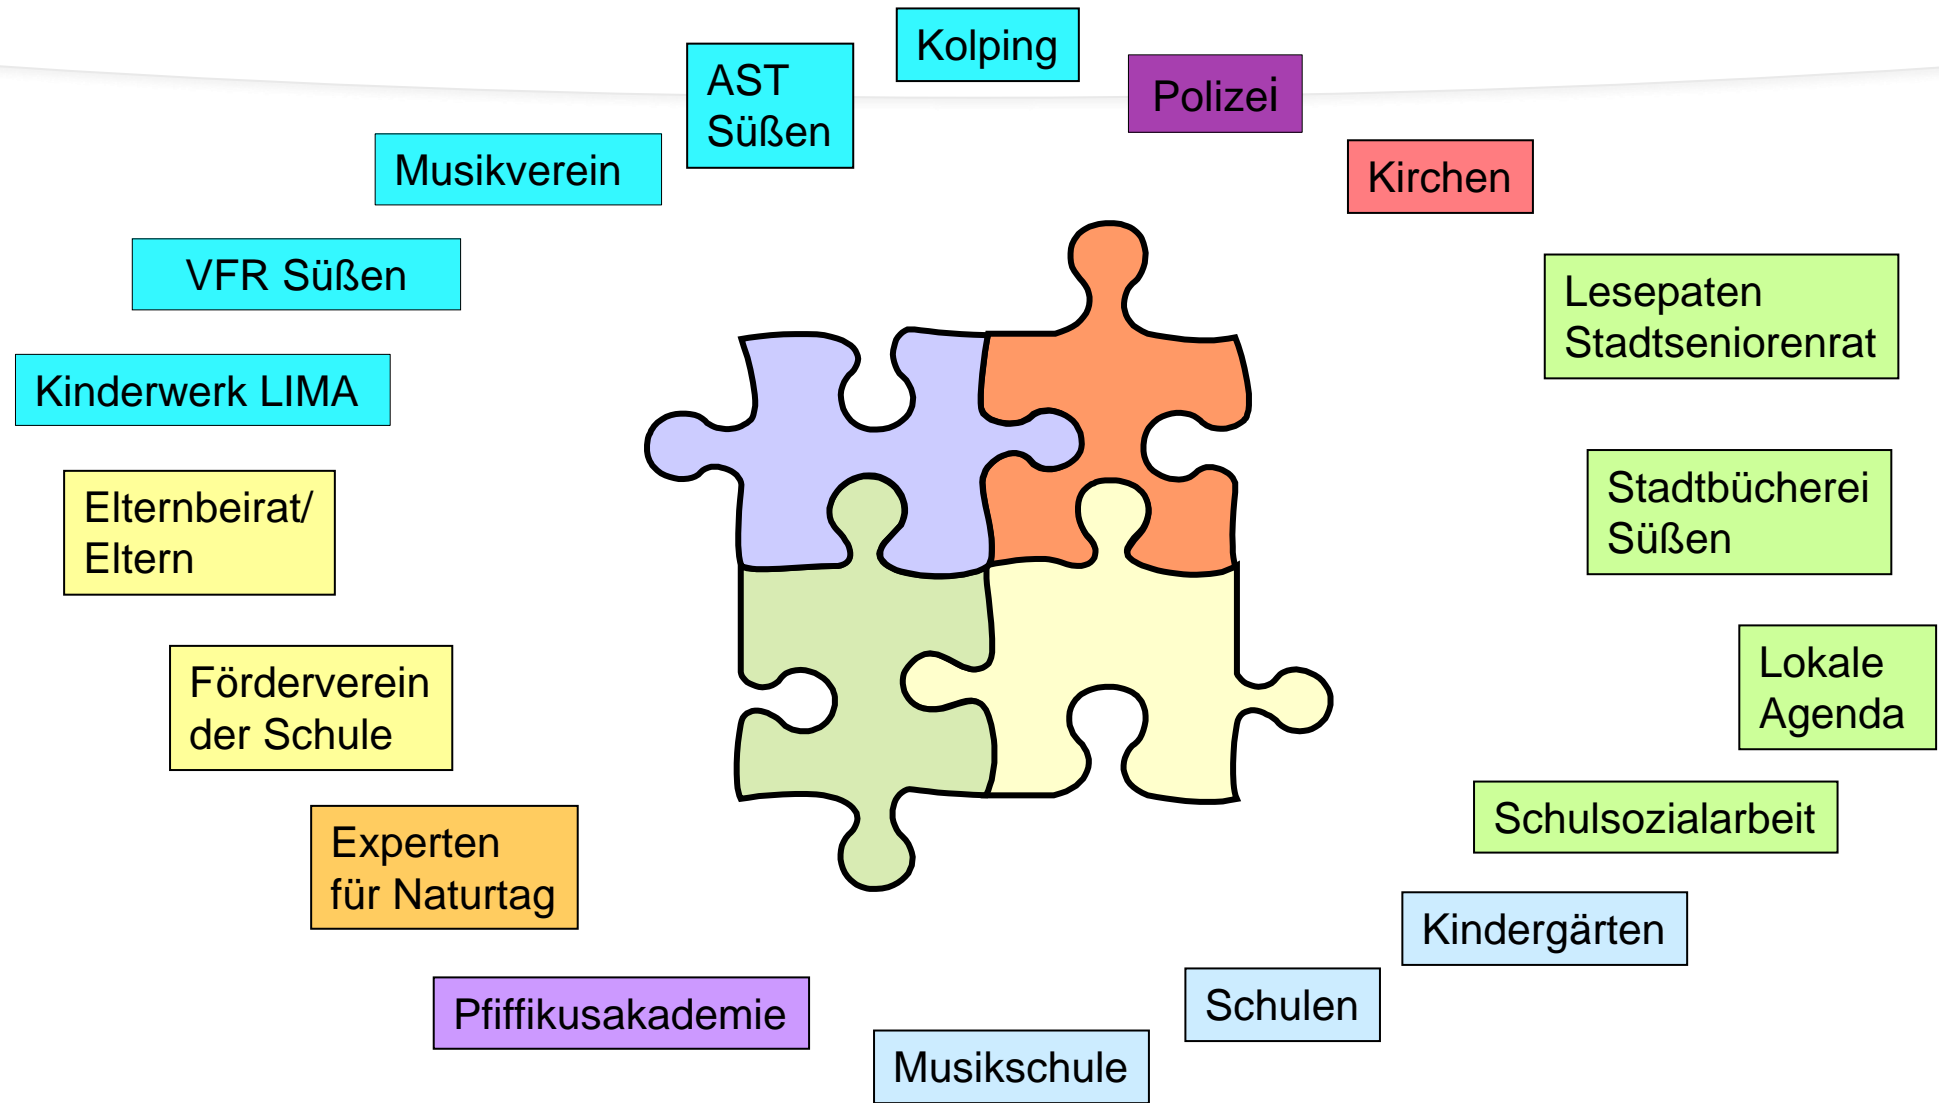 Kolping
AST
Süßen
Polizei
Musikverein
Kirchen
VFR Süßen
Lesepaten
Stadtseniorenrat
Kinderwerk LIMA
Elternbeirat/
Eltern
Stadtbücherei
Süßen
Förderverein
der Schule
Lokale
Agenda
Experten
für Naturtag
Schulsozialarbeit
Kindergärten
Pfiffikusakademie
Schulen
Musikschule